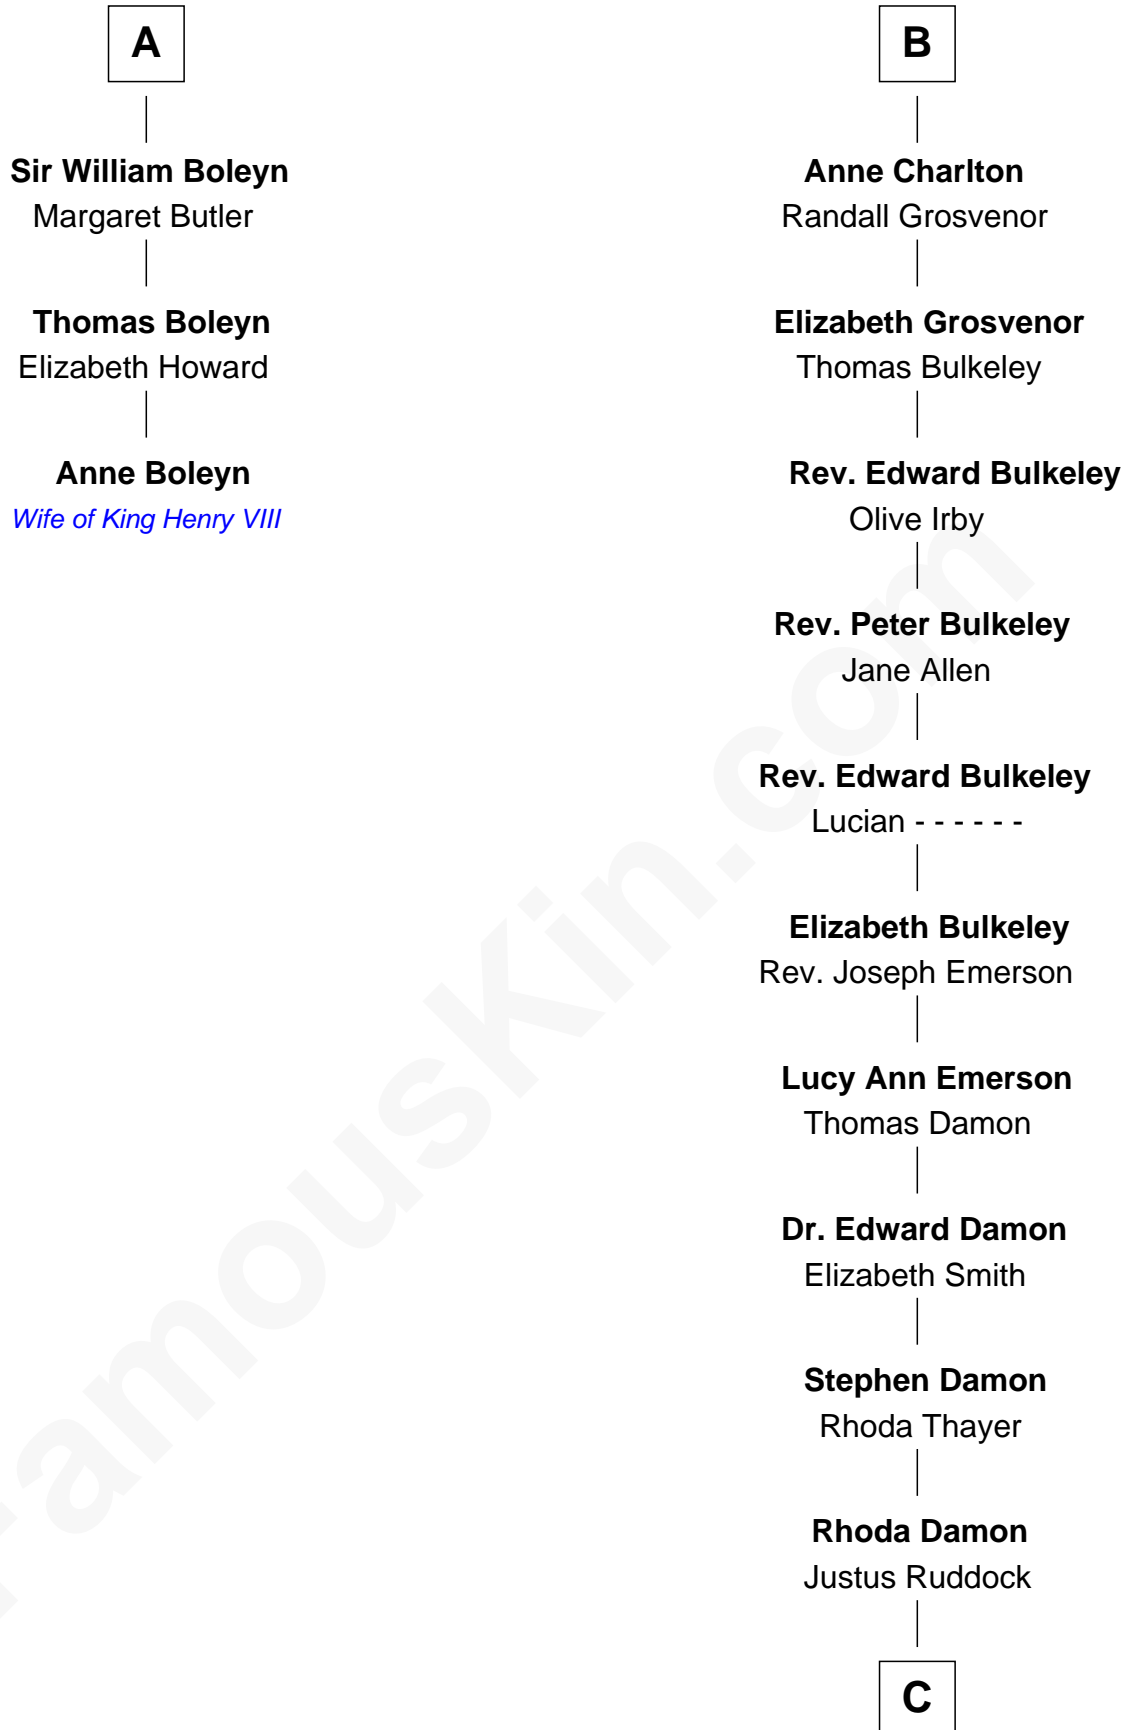 A
Sir William Boleyn
Margaret Butler
Thomas Boleyn
Elizabeth Howard
Anne Boleyn
Wife of King Henry VIII
B
Anne Charlton
Randall Grosvenor
Elizabeth Grosvenor
Thomas Bulkeley
Rev. Edward Bulkeley
Olive Irby
Rev. Peter Bulkeley
Jane Allen
Rev. Edward Bulkeley
Lucian - - - - - -
Elizabeth Bulkeley
Rev. Joseph Emerson
Lucy Ann Emerson
Thomas Damon
Dr. Edward Damon
Elizabeth Smith
Stephen Damon
Rhoda Thayer
Rhoda Damon
Justus Ruddock
C
FamousKin.com